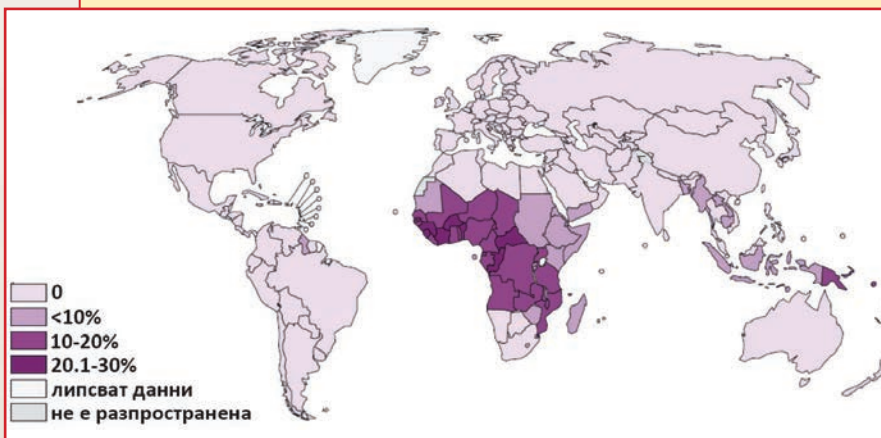 0
<10%
10-20%
20.1-30%
липсват данни
не е разпространена